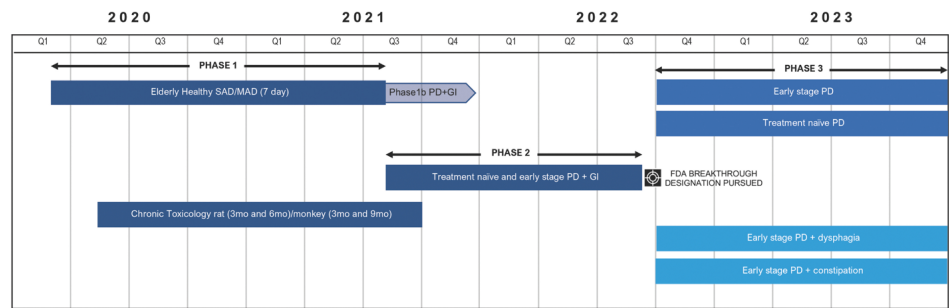 2020 2021 2022 2023
Q1 Q2 Q3 Q4 Q1 Q2 Q3 Q4 Q1 Q2 Q3 Q4 Q1 Q2 Q3 Q4
PHASE 1 PHASE 3
Elderly Healthy SAD/MAD (7 day) Phase1b PD+GI Early stage PD
Treatment naïve PD
PHASE 2
Treatment naïve and early stage PD + GI FDA BREAKTHROUGH
DESIGNATION PURSUED
Chronic Toxicology rat (3mo and 6mo)/monkey (3mo and 9mo)
Early stage PD + dysphagia
Early stage PD + constipation